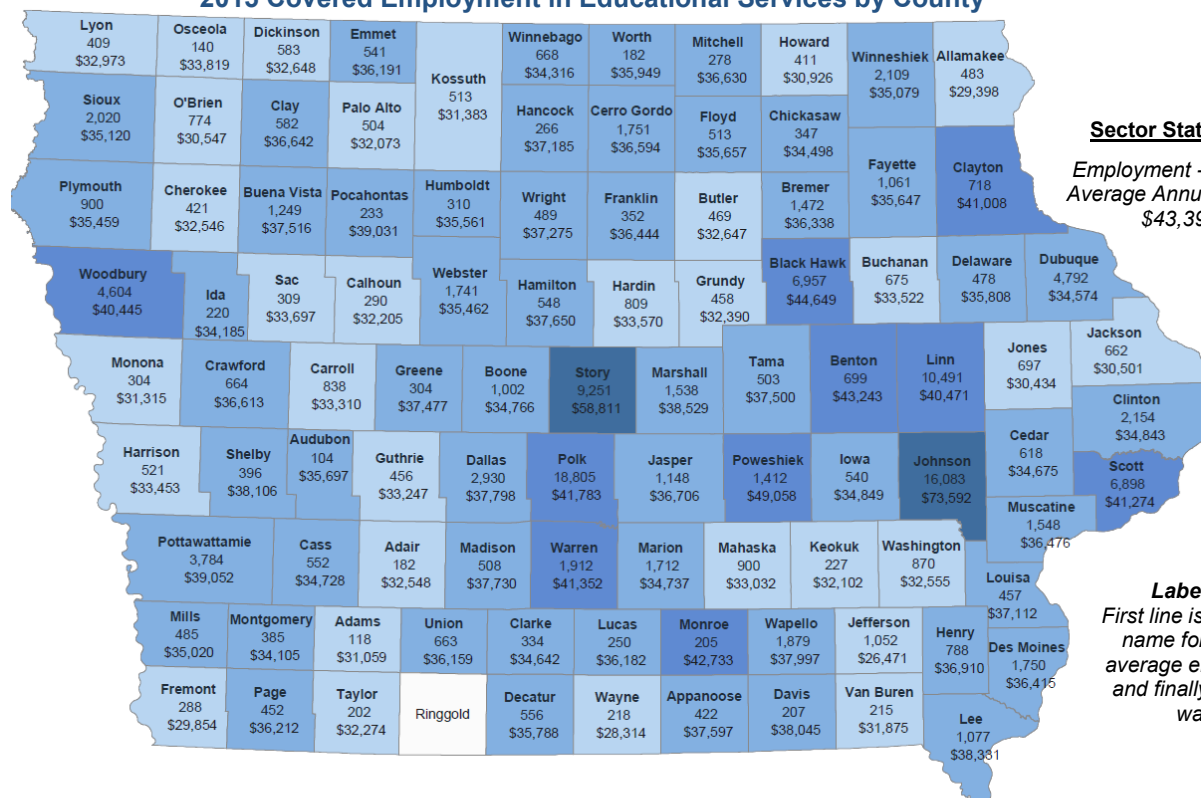 2015 Covered Employment in Educational Services by County
Lyon
409
$32,973
Osceola
140
$33,819
Dickinson
583
$32,648
Emmet
541
$36,191
Kossuth
513
$31,383
Winnebago
668
$34,316
Worth
182
$35,949
Mitchell
278
$36,630
Howard
411
$30,926
Winneshiek
2,109
$35,079
Allamakee
483
$29,398
Sioux
2,020
$35,120
O'Brien
774
$30,547
Clay
582
$36,642
Palo Alto
504
$32,073
Hancock
266
$37,185
Cerro Gordo
1,751
$36,594
Floyd
513
$35,657
Chickasaw
347
$34,498
Fayette
1,061
$35,647
Clayton
718
$41,008
Plymouth
900
$35,459
Cherokee
421
$32,546
Buena Vista
1,249
$37,516
Pocahontas
233
$39,031
Humboldt
310
$35,561
Wright
489
$37,275
Franklin
352
$36,444
Butler
469
$32,647
Bremer
1,472
$36,338
Woodbury
4,604
$40,445
Ida
220
$34,185
Sac
309
$33,697
Calhoun
290
$32,205
Webster
1,741
$35,462
Hamilton
548
$37,650
Hardin
809
$33,570
Grundy
458
$32,390
Black Hawk
6,957
$44,649
Buchanan
675
$33,522
Delaware
478
$35,808
Dubuque
4,792
$34,574
Monona
304
$31,315
Crawford
664
$36,613
Carroll
838
$33,310
Greene
304
$37,477
Boone
1,002
$34,766
Story
9,251
$58,811
Marshall
1,538
$38,529
Tama
503
$37,500
Benton
699
$43,243
Linn
10,491
$40,471
Jones
697
$30,434
Jackson
662
$30,501
Clinton
2,154
$34,843
Harrison
521
$33,453
Shelby
396
$38,106
Audubon
104
$35,697
Guthrie
456
$33,247
Dallas
2,930
$37,798
Polk
18,805
$41,783
Jasper
1,148
$36,706
Poweshiek
1,412
$49,058
Iowa
540
$34,849
Johnson
16,083
$73,592
Cedar
618
$34,675
Scott
6,898
$41,274
Muscatine
1,548
$36,476
Pottawattamie
3,784
$39,052
Cass
552
$34,728
Adair
182
$32,548
Madison
508
$37,730
Warren
1,912
$41,352
Marion
1,712
$34,737
Mahaska
900
$33,032
Keokuk
227
$32,102
Washington
870
$32,555
Louisa
457
$37,112
Mills
485
$35,020
Montgomery
385
$34,105
Adams
118
$31,059
Union
663
$36,159
Clarke
334
$34,642
Lucas
250
$36,182
Monroe
205
$42,733
Wapello
1,879
$37,997
Jefferson
1,052
$26,471
Henry
788
$36,910
Des Moines
1,750
$36,415
Fremont
288
$29,854
Page
452
$36,212
Taylor
202
$32,274
Ringgold
Decatur
556
$35,788
Wayne
218
$28,314
Appanoose
422
$37,597
Davis
207
$38,045
Van Buren
215
$31,875
Lee
1,077
$38,331
Sector Stat
Employment -
Average Annu
$43,39
Labe
First line is
name for
average e
and finally
wa